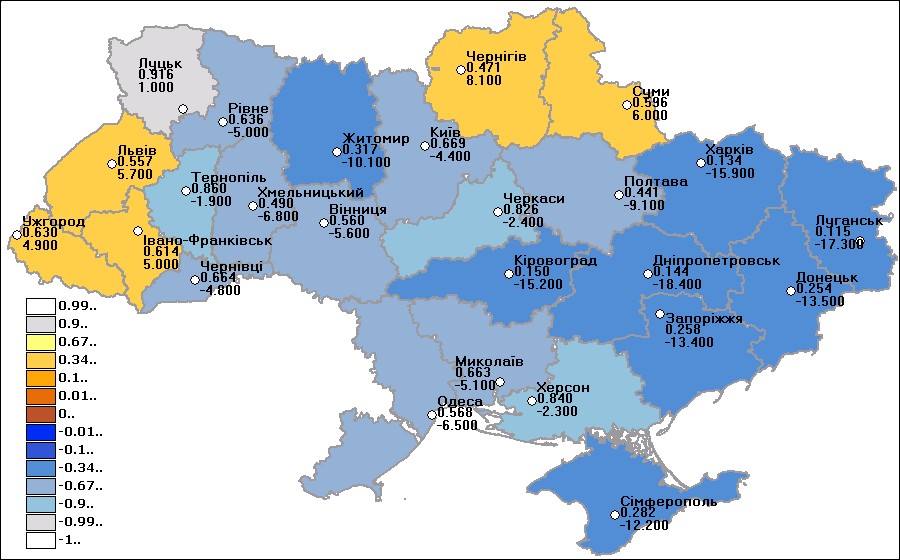 Чернігів
0.471
8.100
Суми
0.596
6.000
Луцьк
0.916
1.000
Рівне
0.636
-5.000
Житомир
0.317
-10.100
Київ
0.669
-4.400
Харків
0.134
-15.900
Львів
0.557
5.700
Тернопіль
0.860
-1.900
Хмельницький
0.490
-6.800
Вінниця
0.560
-5.600
Черкаси
0.826
-2.400
Полтава
0.441
-9.100
Луганськ
0.115
-17.300
Ужгород
0.630
4.900
Івано-Франківськ
0.614
5.000
Чернівці
0.664
-4.800
Кіровоград
0.150
-15.200
Дніпропетровськ
0.144
-18.400
Донецьк
0.254
-13.500
Запоріжжя
0.258
-13.400
Миколаїв
0.663
-5.100
Херсон
0.840
-2.300
Одеса
0.568
-6.500
Сімферополь
0.282
-12.200
0.99..
0.9..
0.67..
0.34..
0.1..
0.01..
0..
-0.01..
-0.1..
-0.34..
-0.67..
-0.9..
-0.99..
-1..